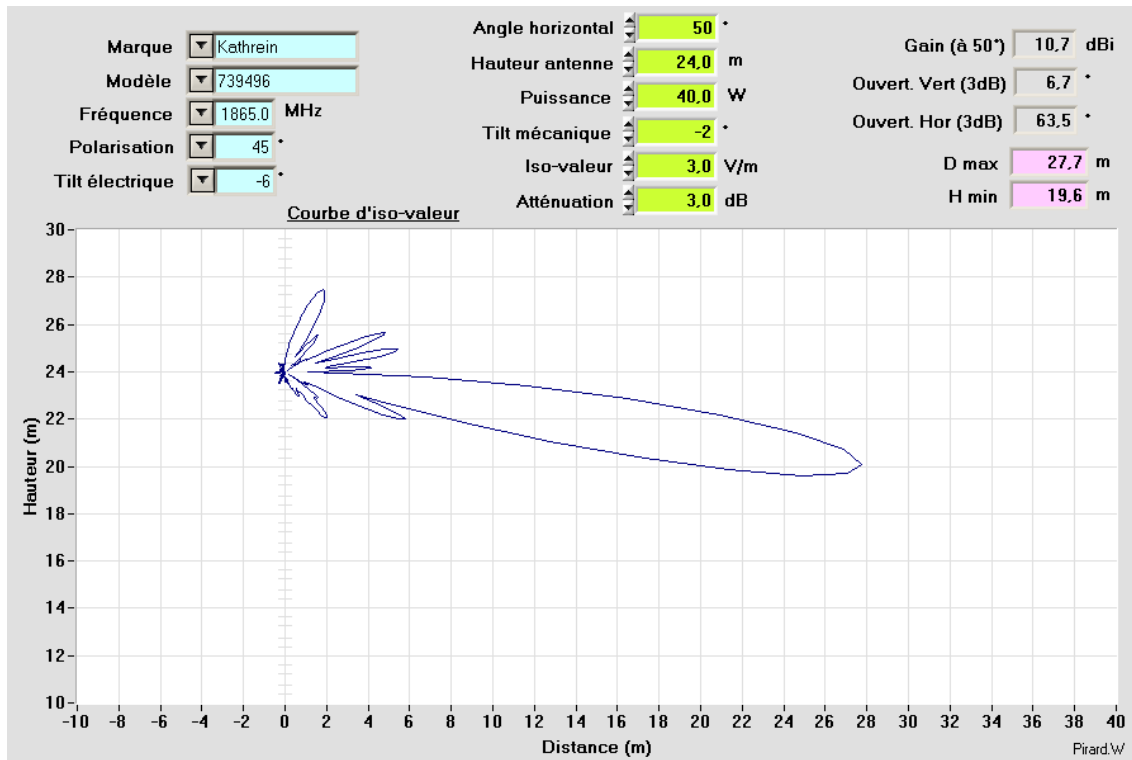 Marque Kathrein
Modèle 739496
Fréquence 1865.0 MHz
Polarisation 45 °
Tilt électrique -6 °
Angle horizontal 50 °
Hauteur antenne 24,0 m
Puissance 40,0 W
Tilt mécanique -2 °
Iso-valeur 3,0 V/m
Atténuation 3,0 dB
Gain (à 50°) 10,7 dBi
Ouvert. Vert (3dB) 6,7 °
Ouvert. Hor (3dB) 63,5 °
D max 27,7 m
H min 19,6 m
Courbe d'iso-valeur
Hauteur (m)
30
28
26
24
22
20
18
16
14
12
10
-10 -8 -6 -4 -2 0 2 4 6 8 10 12 14 16 18 20 22 24 26 28 30 32 34 36 38 40
Distance (m)
Pirard.W